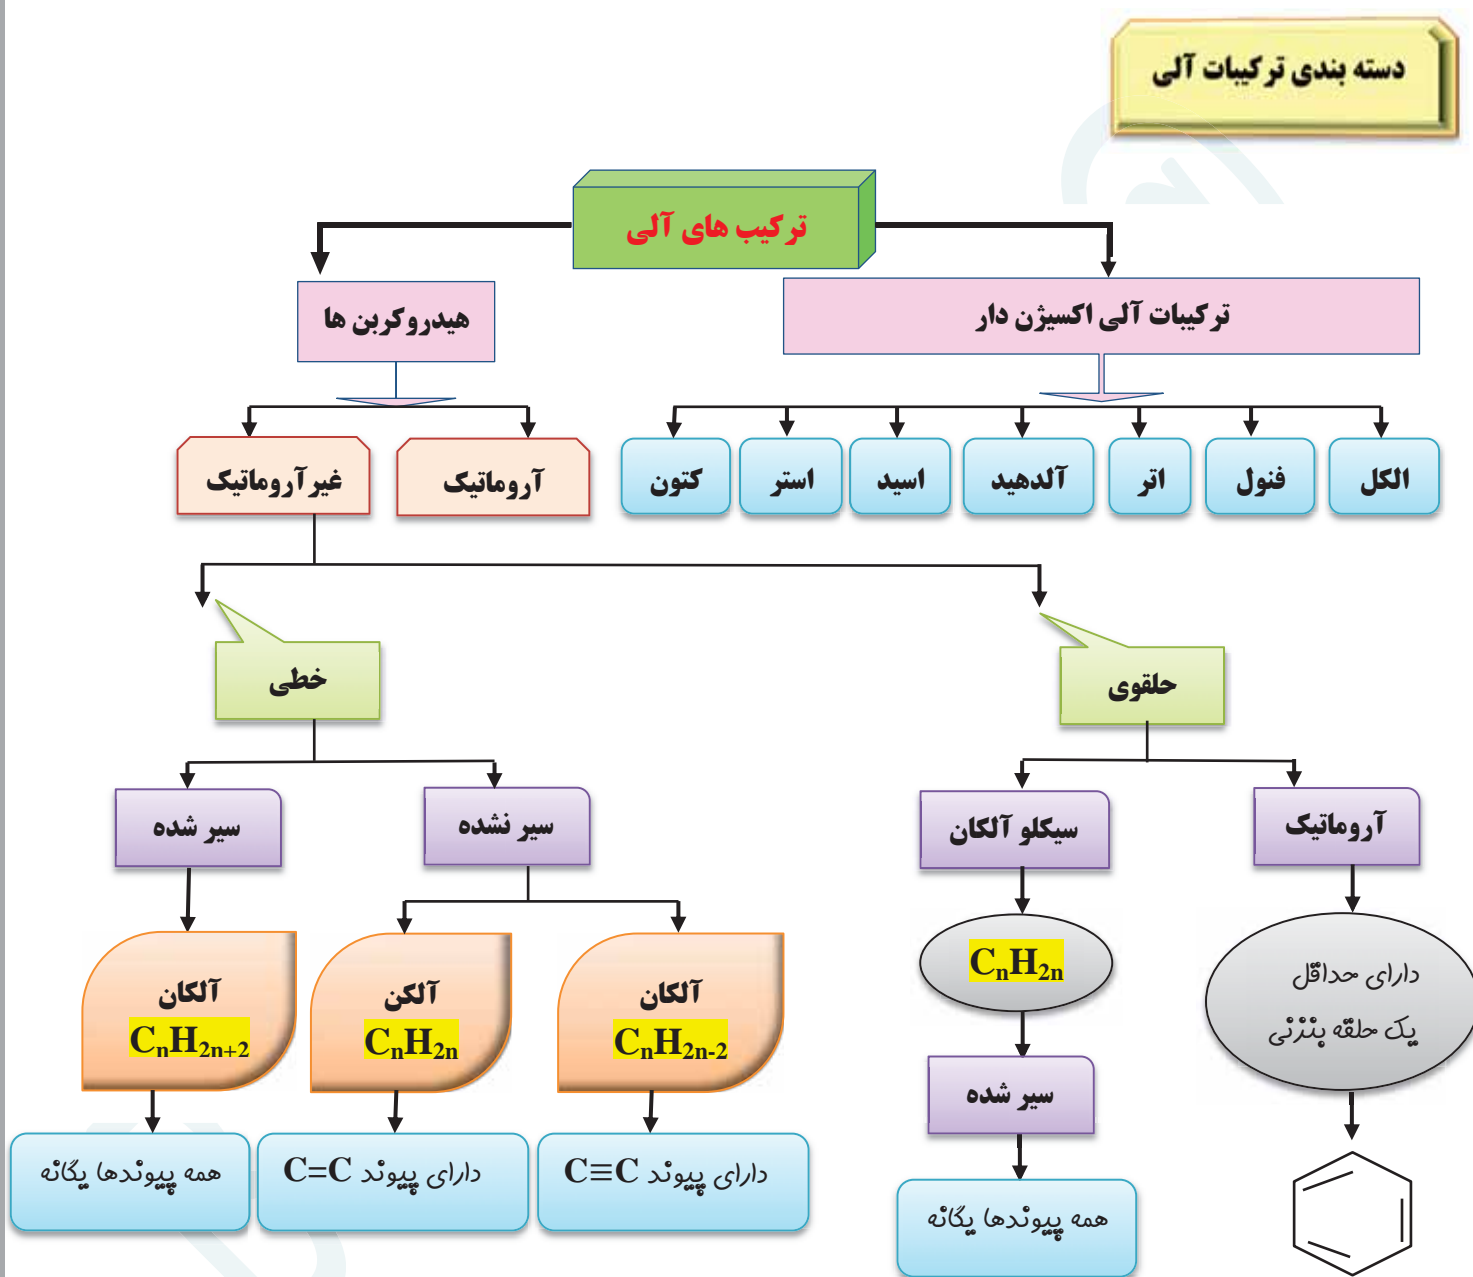 دسته بندی ترکیبات آلی
ترکیب های آلی
ترکیبات آلی اکسیژن دار
هیدروکربن ها
الکل
فنول
اتر
آلدهید
اسید
استر
کتون
آروماتیک
غیرآروماتیک
حلقوی
خطی
آروماتیک
سیکلو آلکان
سیر نشده
سیر شده
دارای حداقل
یک حلقه بنزنی
CnH2n
سیر شده
همه پیوندها یگانه
آلکان
CnH2n-2
آلکن
CnH2n
آلکان
CnH2n+2
دارای پیوند C≡C
دارای پیوند C=C
همه پیوندها یگانه